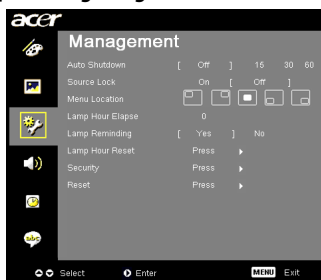 acer
Management
Auto Shutdown [ Off ] 15 30 60
Source Lock On [ Off ]
Menu Location
Lamp Hour Elapse 0
Lamp Reminding [ Yes ] No
Lamp Hour Reset Press
Security Press
Reset Press
abc
Select Enter MENU Exit